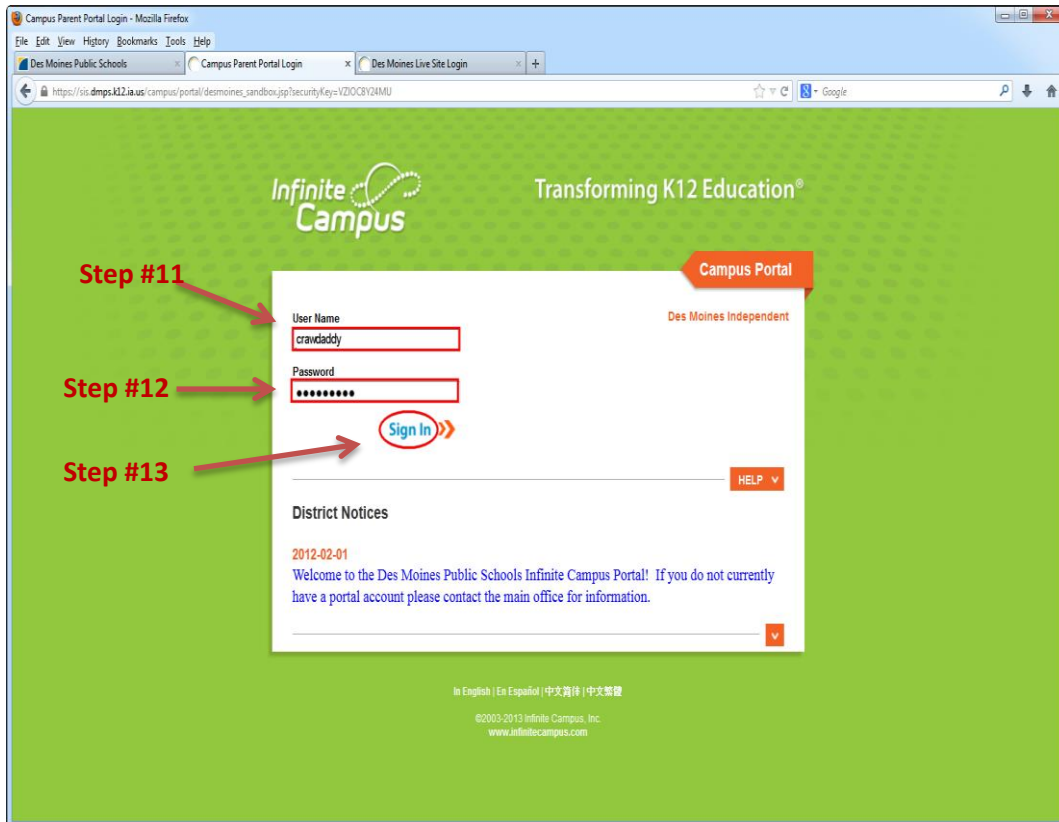 Campus Parent Portal Login - Mozilla Firefox
File Edit View History Bookmarks Tools Help
Des Moines Public Schools
Campus Parent Portal Login
Des Moines Live Site Login
https://sis.dmps.k12.ia.us/campus/portal/desmoines_sandbox.jsp?securityKey=VZIOC8Y24MU
Google
Infinite Campus
Transforming K12 Education®
Campus Portal
Step #11
User Name
Des Moines Independent
crawdaddy
Password
Step #12
Sign In
Step #13
HELP
District Notices
2012-02-01
Welcome to the Des Moines Public Schools Infinite Campus Portal! If you do not currently
have a portal account please contact the main office for information.
In English | En Español | 中文简体 | 中文繁體
©2003-2013 Infinite Campus, Inc.
www.infinitecampus.com